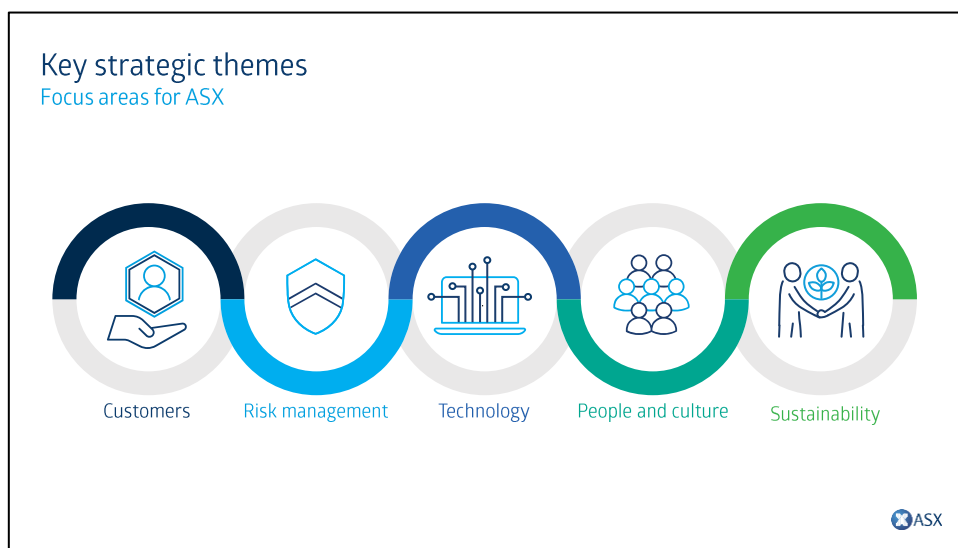 Key strategic themes
Focus areas for ASX
Customers
Risk management
Technology
People and culture
Sustainability
ASX